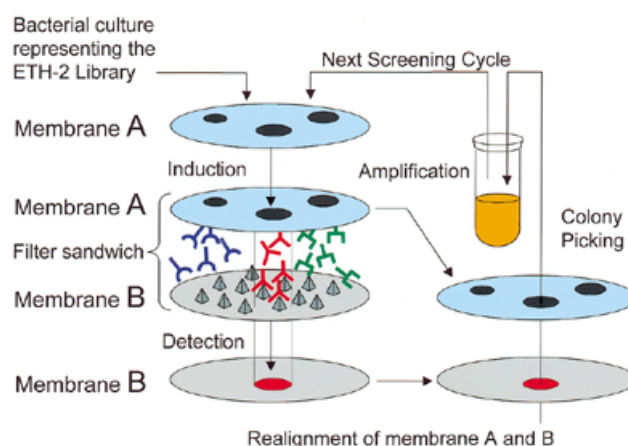 Bacterial culture
representing the
ETH-2 Library
Next Screening Cycle
Membrane A
Induction
Amplification
Membrane A
Colony
Picking
Filter sandwich
Membrane B
Detection
Membrane B
Realignment of membrane A and B